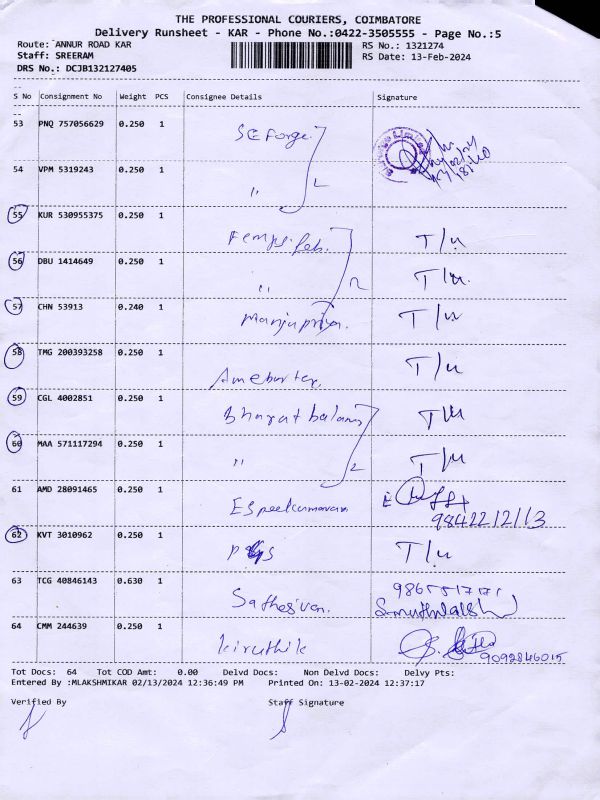 THE PROFESSIONAL COURIERS, COIMBATORE
Delivery Runsheet - KAR - Phone No.:0422-3505555 - Page No.:5
Route: ANNUR ROAD KAR
RS No.: 1321274
Staff: SREERAM
RS Date: 13-Feb-2024
DRS No.: DCJB132127405
S No Consignment No Weight PCS Consignee Details Signature
53 PNQ 757056629 0.250 1 SE Forge
54 VPM 5319243 0.250 1 "
55 KUR 530955375 0.250 1 T/u
56 DBU 1414649 0.250 1 " T/u
57 CHN 53913 0.240 1 Manjupriya. T/u
58 TMG 200393258 0.250 1 T/u
59 CGL 4002851 0.250 1 Bharat T/u
60 MAA 571117294 0.250 1 " T/u
61 AMD 28091465 0.250 1
62 KVT 3010962 0.250 1 T/u
63 TCG 40846143 0.630 1
64 CMM 244639 0.250 1 Kiruthik 9092846015
Tot Docs: 64 Tot COD Amt: 0.00 Delvd Docs: Non Delvd Docs: Delvy Pts:
Entered By :MLAKSHMIKAR 02/13/2024 12:36:49 PM Printed On: 13-02-2024 12:37:17
Verified By Staff Signature